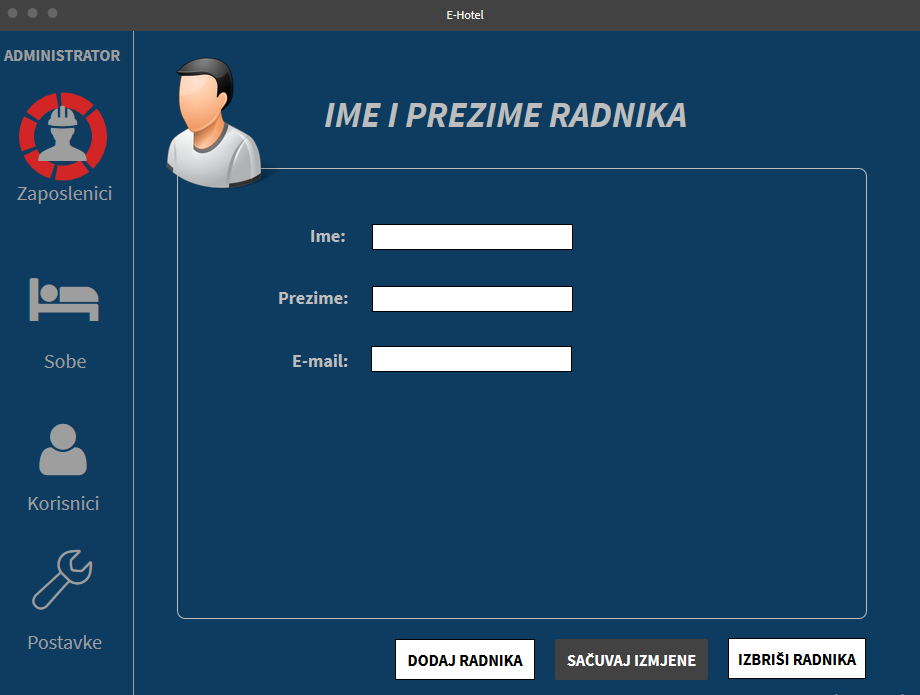 E-Hotel
ADMINISTRATOR
Zaposlenici
Sobe
Korisnici
Postavke
IME I PREZIME RADNIKA
Ime:
Prezime:
E-mail:
DODAJ RADNIKA
SAČUVAJ IZMJENE
IZBRIŠI RADNIKA